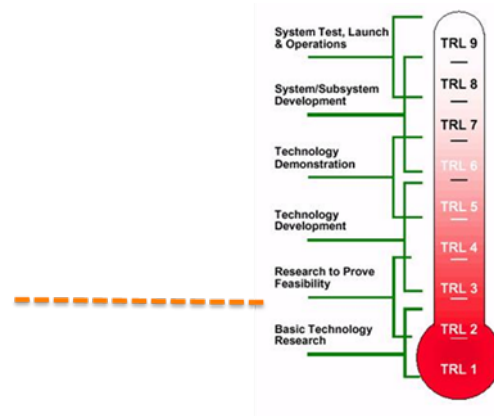 System Test, Launch
& Operations
System/Subsystem
Development
Technology
Demonstration
Technology
Development
Research to Prove
Feasibility
Basic Technology
Research
TRL 9
TRL 8
TRL 7
TRL 6
TRL 5
TRL 4
TRL 3
TRL 2
TRL 1